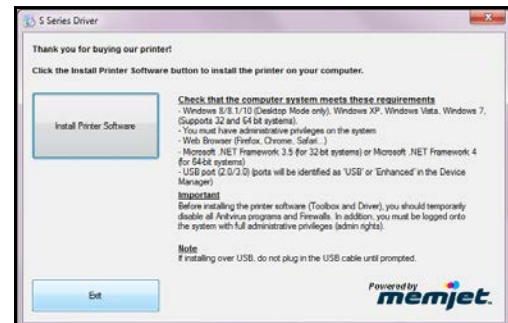 S Series Driver
Thank you for buying our printer!
Click the Install Printer Software button to install the printer on your computer.
Install Printer Software
Check that the computer system meets these requirements
- Windows 8/8.1/10 (Desktop Mode only), Windows XP, Windows Vista, Windows 7,
(Supports 32 and 64 bit systems).
- You must have administrative privileges on the system
- Web Browser (Firefox, Chrome, Safari...)
- Microsoft .NET Framework 3.5 (for 32-bit systems) or Microsoft .NET Framework 4
(for 64-bit systems)
- USB port (2.0/3.0) (ports will be identified as 'USB' or 'Enhanced' in the Device
Manager)
Important
Before installing the printer software (Toolbox and Driver), you should temporarily
disable all Antivirus programs and Firewalls. In addition, you must be logged onto
the system with full administrative privileges (admin rights).
Note
If installing over USB, do not plug in the USB cable until prompted.
Exit
Powered by
memjet.